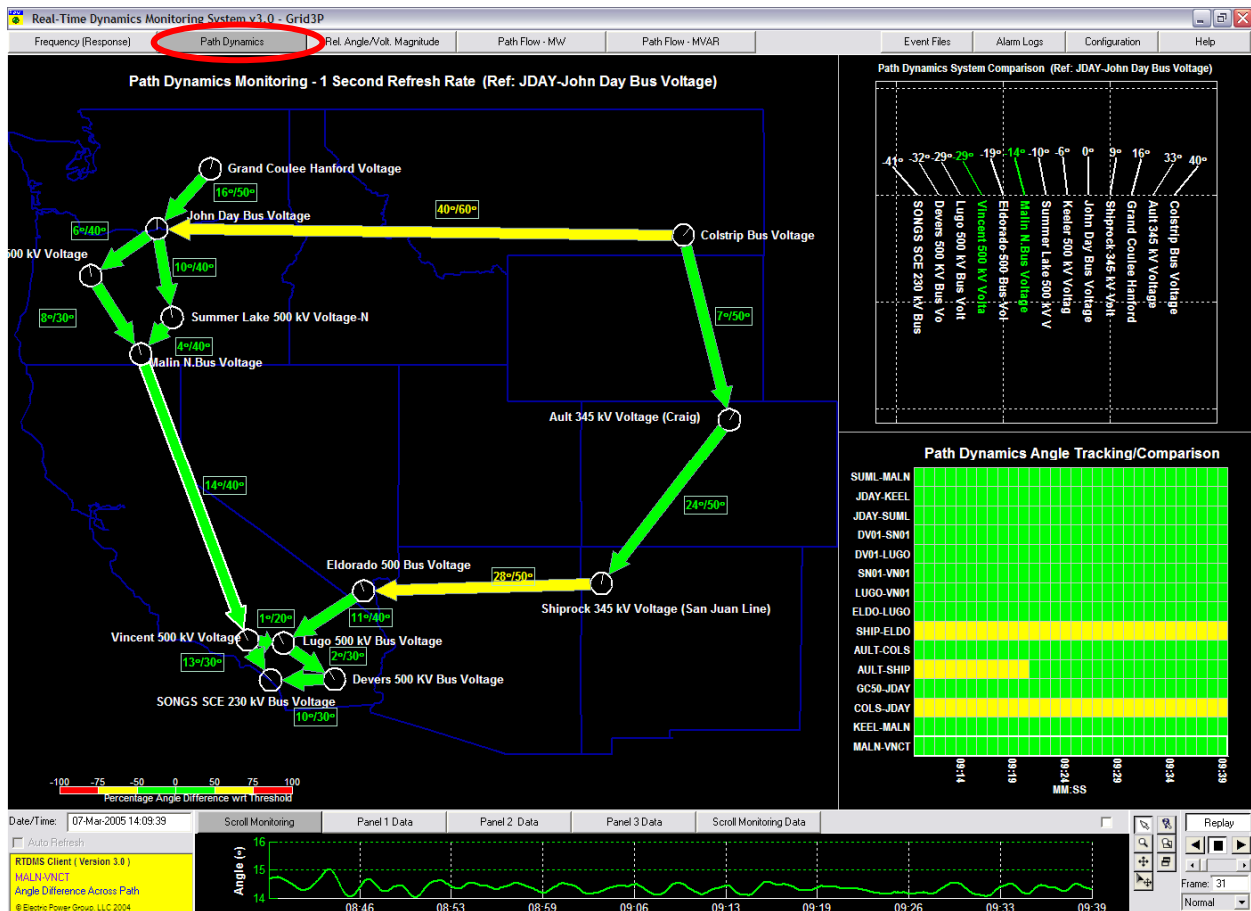 Real-Time Dynamics Monitoring System v3.0 - Grid3P
Frequency (Response)
Path Dynamics
Rel. Angle/Volt. Magnitude
Path Flow - MW
Path Flow - MVAR
Event Files
Alarm Logs
Configuration
Help
Path Dynamics Monitoring - 1 Second Refresh Rate (Ref: JDAY-John Day Bus Voltage)
Grand Coulee Hanford Voltage
16º/50º
John Day Bus Voltage
40º/60º
6º/40º
Colstrip Bus Voltage
500 kV Voltage
10º/40º
8º/30º
Summer Lake 500 kV Voltage-N
7º/50º
4º/40º
Malin N.Bus Voltage
Ault 345 kV Voltage (Craig)
14º/40º
24º/50º
Eldorado 500 Bus Voltage
28º/50º
Shiprock 345 kV Voltage (San Juan Line)
11º/40º
1º/20º
Vincent 500 kV Voltage
Lugo 500 kV Bus Voltage
13º/30º
2º/30º
Devers 500 KV Bus Voltage
SONGS SCE 230 kV Bus Voltage
10º/30º
-100 -75 -50 0 50 75 100
Percentage Angle Difference wrt Threshold
Path Dynamics System Comparison (Ref: JDAY-John Day Bus Voltage)
-41º -32º -29º -29º -19º -14º -10º -6º 0º 9º 16º 33º 40º
SONGS SCE 230 kV Bus
Devers 500 KV Bus Vo
Lugo 500 kV Bus Volt
Vincent 500 kV Volta
Eldorado 500 Bus Vol
Malin N.Bus Voltage
Summer Lake 500 kV V
Keeler 500 kV Voltag
John Day Bus Voltage
Shiprock 345 kV Volt
Grand Coulee Hanford
Ault 345 kV Voltage
Colstrip Bus Voltage
Path Dynamics Angle Tracking/Comparison
SUML-MALN
JDAY-KEEL
JDAY-SUML
DV01-SN01
DV01-LUGO
SN01-VN01
LUGO-VN01
ELDO-LUGO
SHIP-ELDO
AULT-COLS
AULT-SHIP
GC50-JDAY
COLS-JDAY
KEEL-MALN
MALN-VNCT
09:14 09:19 09:24 09:29 09:34 09:39
MM:SS
Date/Time: 07-Mar-2005 14:09:39
Auto Refresh
RTDMS Client ( Version 3.0 )
MALN-VNCT
Angle Difference Across Path
© Electric Power Group, LLC 2004
Scroll Monitoring
Panel 1 Data
Panel 2 Data
Panel 3 Data
Scroll Monitoring Data
Angle (º)
16
15
14
08:46 08:53 08:59 09:06 09:13 09:19 09:26 09:33 09:39
Replay
Frame: 31
Normal